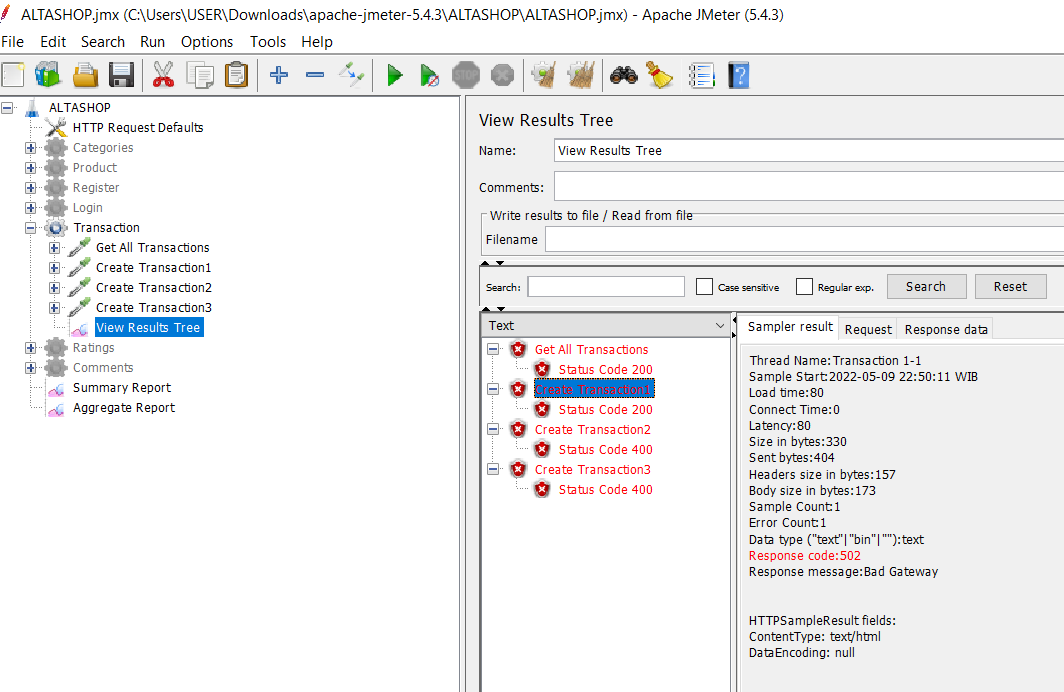 ALTASHOP.jmx (C:\Users\USER\Downloads\apache-jmeter-5.4.3\ALTASHOP\ALTASHOP.jmx) - Apache JMeter (5.4.3)
File Edit Search Run Options Tools Help
STOP
ALTASHOP
HTTP Request Defaults
Categories
Product
Register
Login
Transaction
Get All Transactions
Create Transaction1
Create Transaction2
Create Transaction3
View Results Tree
Ratings
Comments
Summary Report
Aggregate Report
View Results Tree
Name: View Results Tree
Comments:
Write results to file / Read from file
Filename
Search: Case sensitive Regular exp. Search Reset
Text
Get All Transactions
Status Code 200
Create Transaction1
Status Code 200
Create Transaction2
Status Code 400
Create Transaction3
Status Code 400
Sampler result Request Response data
Thread Name:Transaction 1-1
Sample Start:2022-05-09 22:50:11 WIB
Load time:80
Connect Time:0
Latency:80
Size in bytes:330
Sent bytes:404
Headers size in bytes:157
Body size in bytes:173
Sample Count:1
Error Count:1
Data type ("text"|"bin"|""):text
Response code:502
Response message:Bad Gateway
HTTPSampleResult fields:
ContentType: text/html
DataEncoding: null